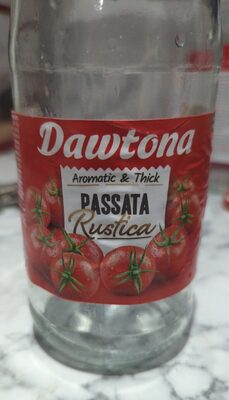 Dawtona
Aromatic & Thick
PASSATA
Rustica